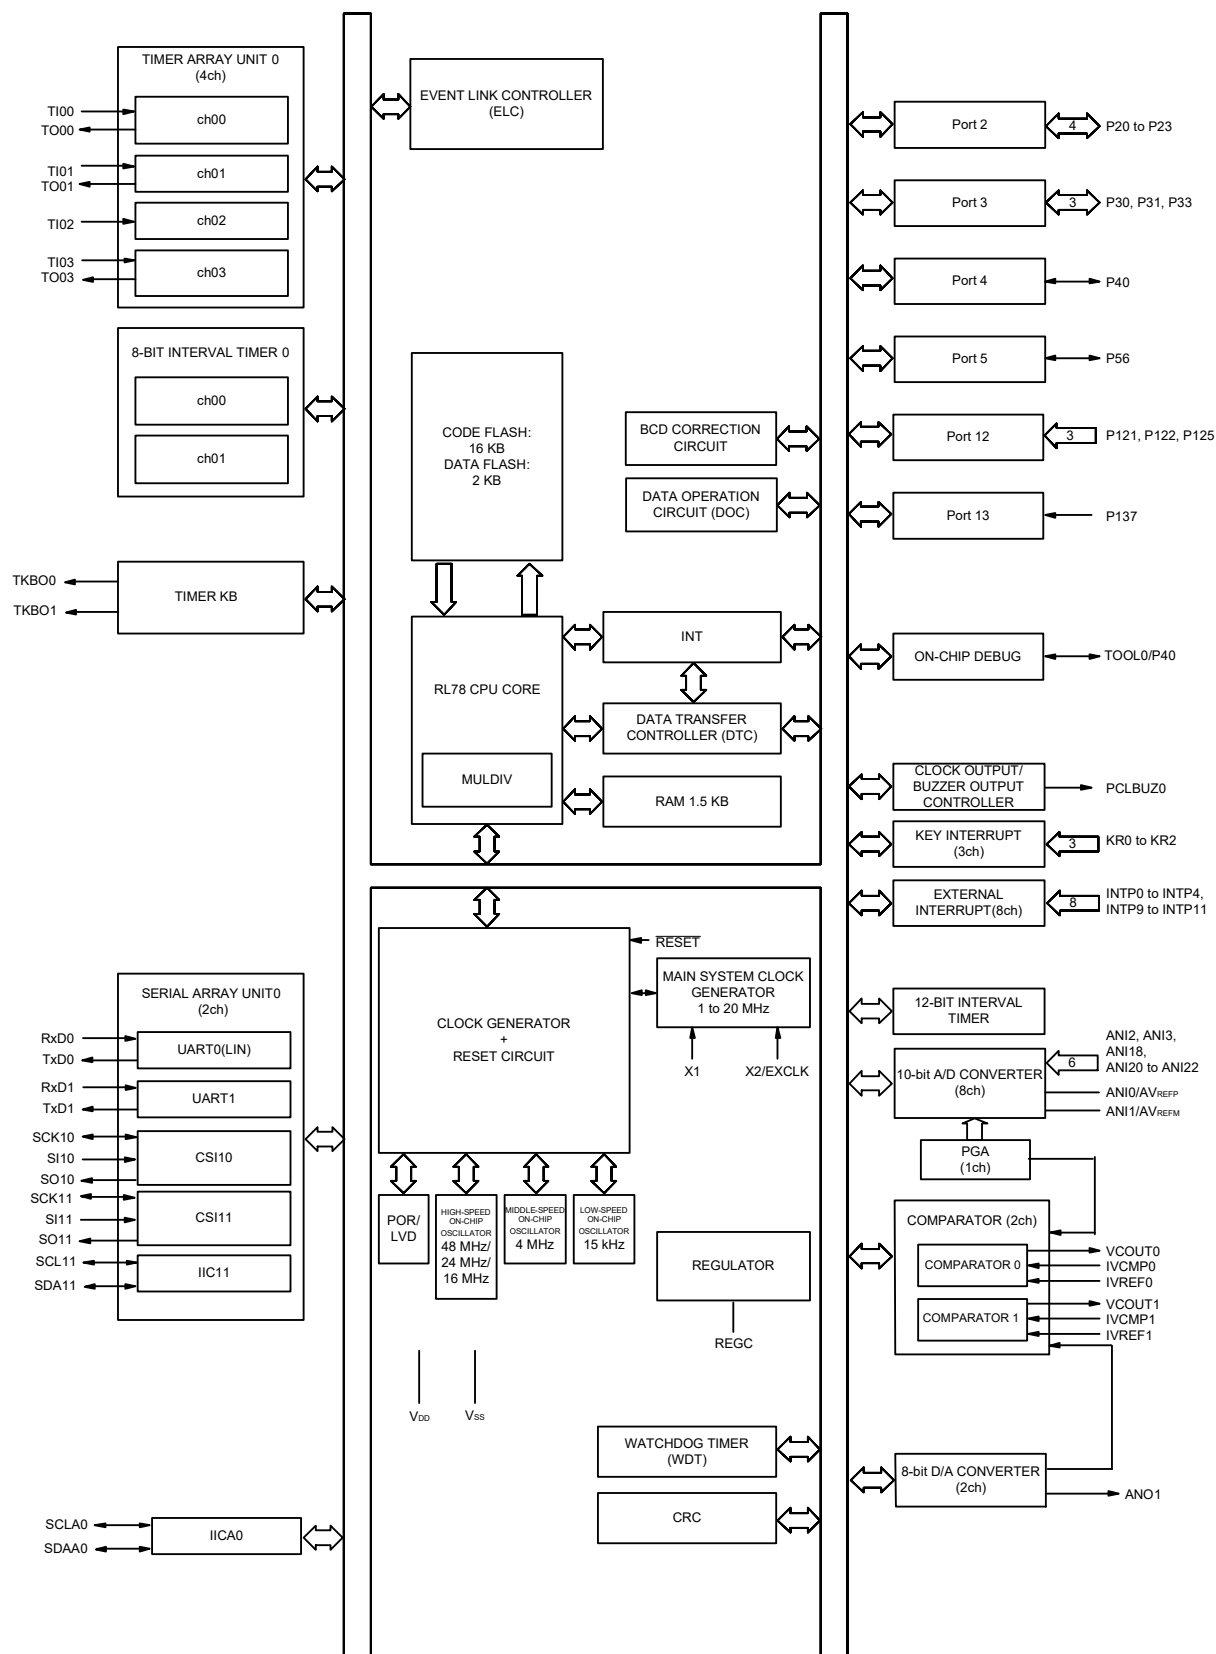 TIMER ARRAY UNIT 0
(4ch)
TI00
TO00
ch00
TI01
TO01
ch01
TI02
ch02
TI03
TO03
ch03
8-BIT INTERVAL TIMER 0
ch00
ch01
TKBO0
TKBO1
TIMER KB
SERIAL ARRAY UNIT0
(2ch)
RxD0
TxD0
UART0(LIN)
RxD1
TxD1
UART1
SCK10
SI10
SO10
CSI10
SCK11
SI11
SO11
CSI11
SCL11
SDA11
IIC11
SCLA0
SDAA0
IICA0
EVENT LINK CONTROLLER
(ELC)
CODE FLASH:
16 KB
DATA FLASH:
2 KB
BCD CORRECTION
CIRCUIT
DATA OPERATION
CIRCUIT (DOC)
RL78 CPU CORE
MULDIV
INT
DATA TRANSFER
CONTROLLER (DTC)
RAM 1.5 KB
CLOCK GENERATOR
+
RESET CIRCUIT
RESET
MAIN SYSTEM CLOCK
GENERATOR
1 to 20 MHz
X1
X2/EXCLK
POR/
LVD
HIGH-SPEED
ON-CHIP
OSCILLATOR
48 MHz/
24 MHz/
16 MHz
MIDDLE-SPEED
ON-CHIP
OSCILLATOR
4 MHz
LOW-SPEED
ON-CHIP
OSCILLATOR
15 kHz
REGULATOR
REGC
VDD
VSS
WATCHDOG TIMER
(WDT)
CRC
Port 2
4
P20 to P23
Port 3
3
P30, P31, P33
Port 4
P40
Port 5
P56
Port 12
3
P121, P122, P125
Port 13
P137
ON-CHIP DEBUG
TOOL0/P40
CLOCK OUTPUT/
BUZZER OUTPUT
CONTROLLER
PCLBUZ0
KEY INTERRUPT
(3ch)
3
KR0 to KR2
EXTERNAL
INTERRUPT(8ch)
8
INTP0 to INTP4,
INTP9 to INTP11
12-BIT INTERVAL
TIMER
10-bit A/D CONVERTER
(8ch)
6
ANI2, ANI3,
ANI18,
ANI20 to ANI22
ANI0/AVREFP
ANI1/AVREFM
PGA
(1ch)
COMPARATOR (2ch)
COMPARATOR 0
VCOUT0
IVCMP0
IVREF0
COMPARATOR 1
VCOUT1
IVCMP1
IVREF1
8-bit D/A CONVERTER
(2ch)
ANO1